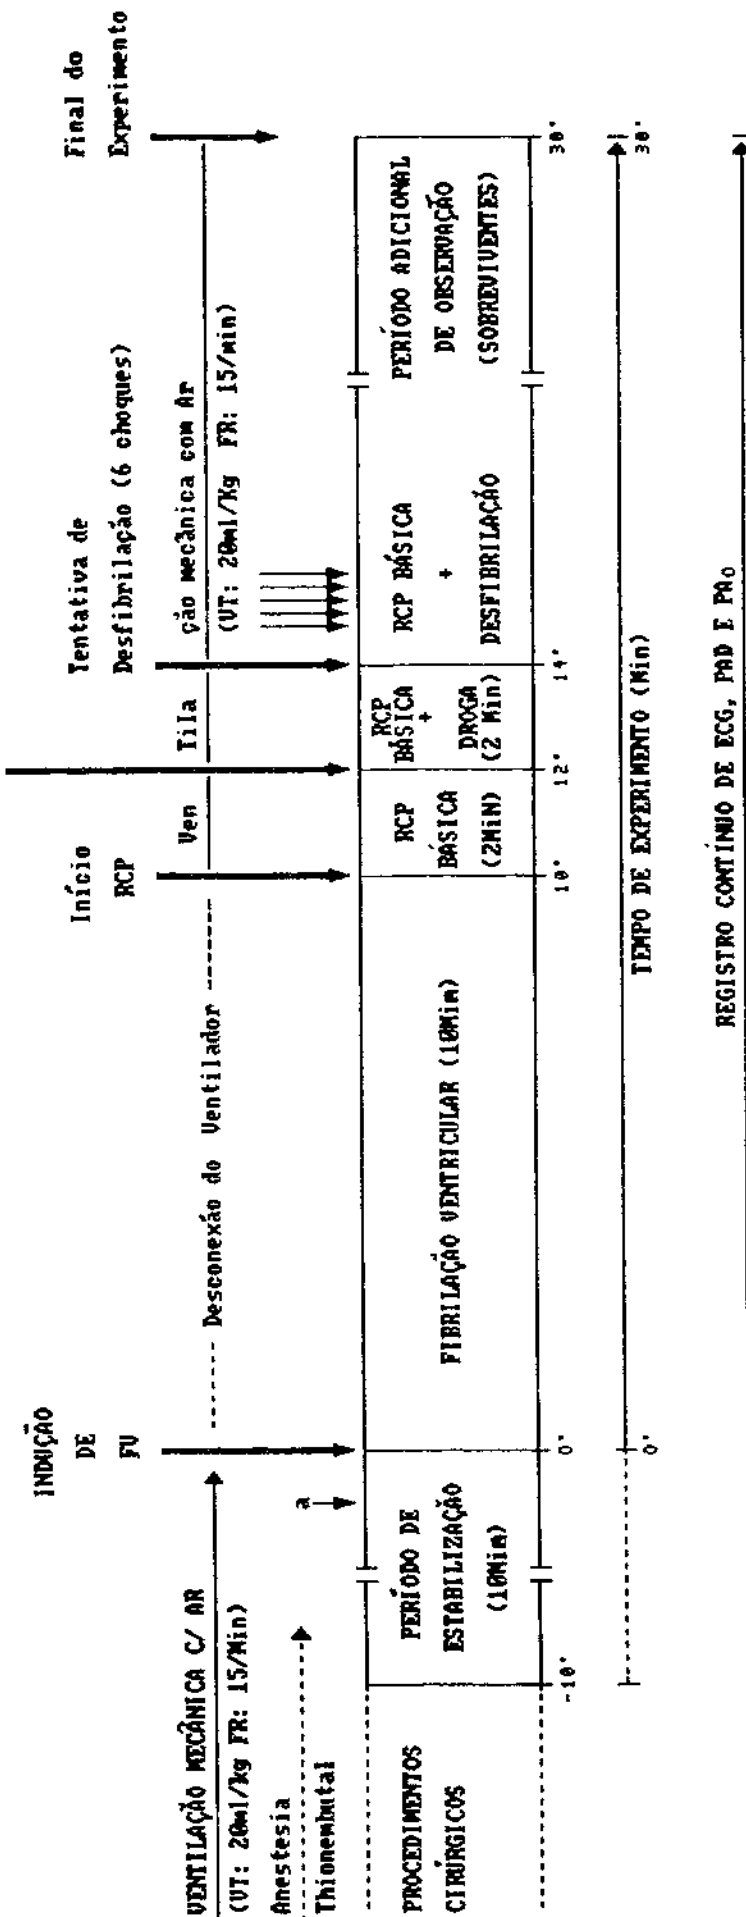 INDUÇÃO
DE
FV
Início
RCP
Tentativa de
Desfibrilação (6 choques)
Final do
Experimento
VENTILAÇÃO MECÂNICA C/ AR
(VT: 20ml/kg FR: 15/Min)
------ Desconexão do Ventilador ------
Ven
Tila
ção mecânica com Ar
(VT: 20ml/Kg FR: 15/min)
Anestesia
Thionembutal
a
PROCEDIMENTOS
CIRÚRGICOS
PERÍODO DE
ESTABILIZAÇÃO
(10Mim)
FIBRILAÇÃO VENTRICULAR (10Mim)
RCP
BÁSICA
(2MiN)
RCP
BÁSICA
+
DROGA
(2 Min)
RCP BÁSICA
+
DESFIBRILAÇÃO
PERÍODO ADICIONAL
DE OBSERVAÇÃO
(SOBREVIVENTES)
-10'
0'
10'
12'
14'
30'
0'
30'
TEMPO DE EXPERIMENTO (Min)
REGISTRO CONTÍNUO DE ECG, PAD E PAo